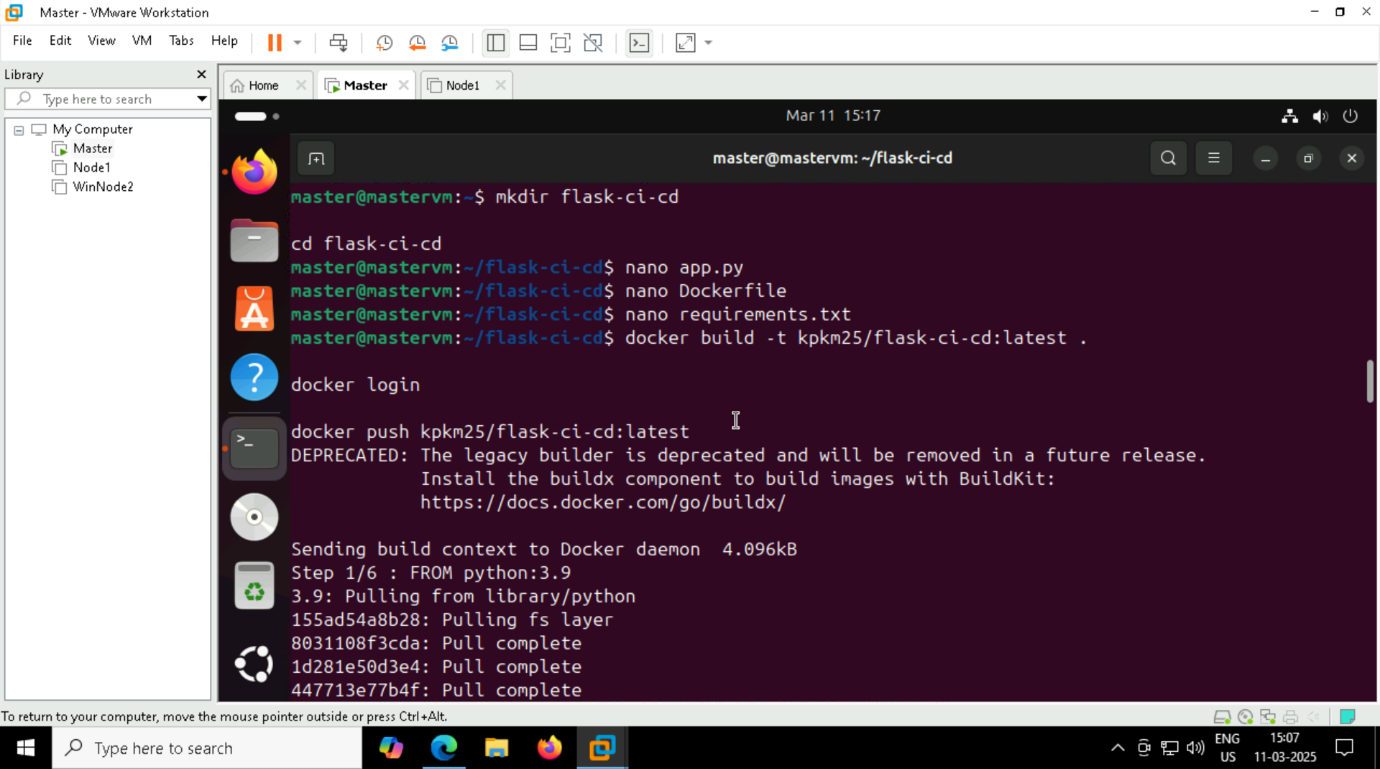 Master - VMware Workstation
File Edit View VM Tabs Help
Library
Type here to search
Home
Master
Node1
My Computer
Master
Node1
WinNode2
Mar 11 15:17
master@mastervm: ~/flask-ci-cd
master@mastervm:~$ mkdir flask-ci-cd
cd flask-ci-cd
master@mastervm:~/flask-ci-cd$ nano app.py
master@mastervm:~/flask-ci-cd$ nano Dockerfile
master@mastervm:~/flask-ci-cd$ nano requirements.txt
master@mastervm:~/flask-ci-cd$ docker build -t kpkm25/flask-ci-cd:latest .
docker login
docker push kpkm25/flask-ci-cd:latest
DEPRECATED: The legacy builder is deprecated and will be removed in a future release.
Install the buildx component to build images with BuildKit:
https://docs.docker.com/go/buildx/
Sending build context to Docker daemon  4.096kB
Step 1/6 : FROM python:3.9
3.9: Pulling from library/python
155ad54a8b28: Pulling fs layer
8031108f3cda: Pull complete
1d281e50d3e4: Pull complete
447713e77b4f: Pull complete
To return to your computer, move the mouse pointer outside or press Ctrl+Alt.
Type here to search
ENG
US
15:07
11-03-2025